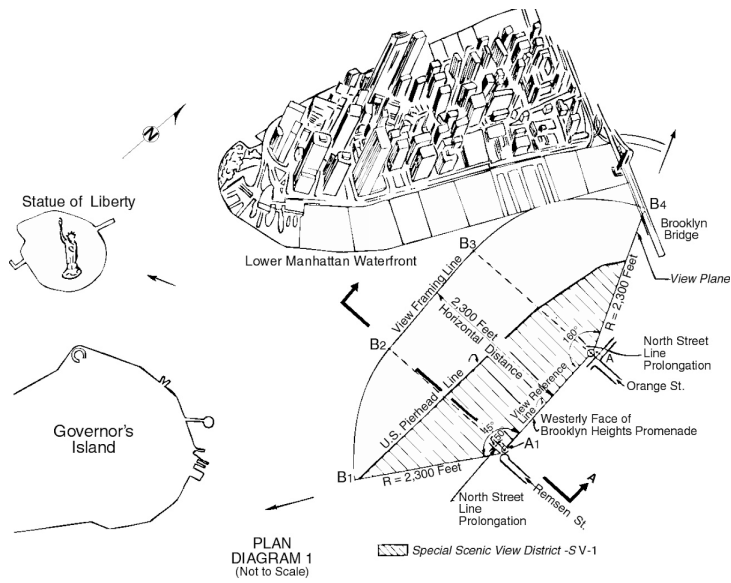 N
Statue of Liberty
Lower Manhattan Waterfront
B4
Brooklyn
Bridge
View Plane
B3
View Framing Line
2,300 Feet
Horizontal Distance
R = 2,300 Feet
160°
A
North Street
Line
Prolongation
Orange St.
B2
U.S. Pierhead Line
View Reference
Line
Westerly Face of
Brooklyn Heights Promenade
45°
A1
Governor's
Island
B1
R = 2,300 Feet
North Street
Line
Prolongation
Remsen St.
A
PLAN
DIAGRAM 1
(Not to Scale)
Special Scenic View District -S V-1